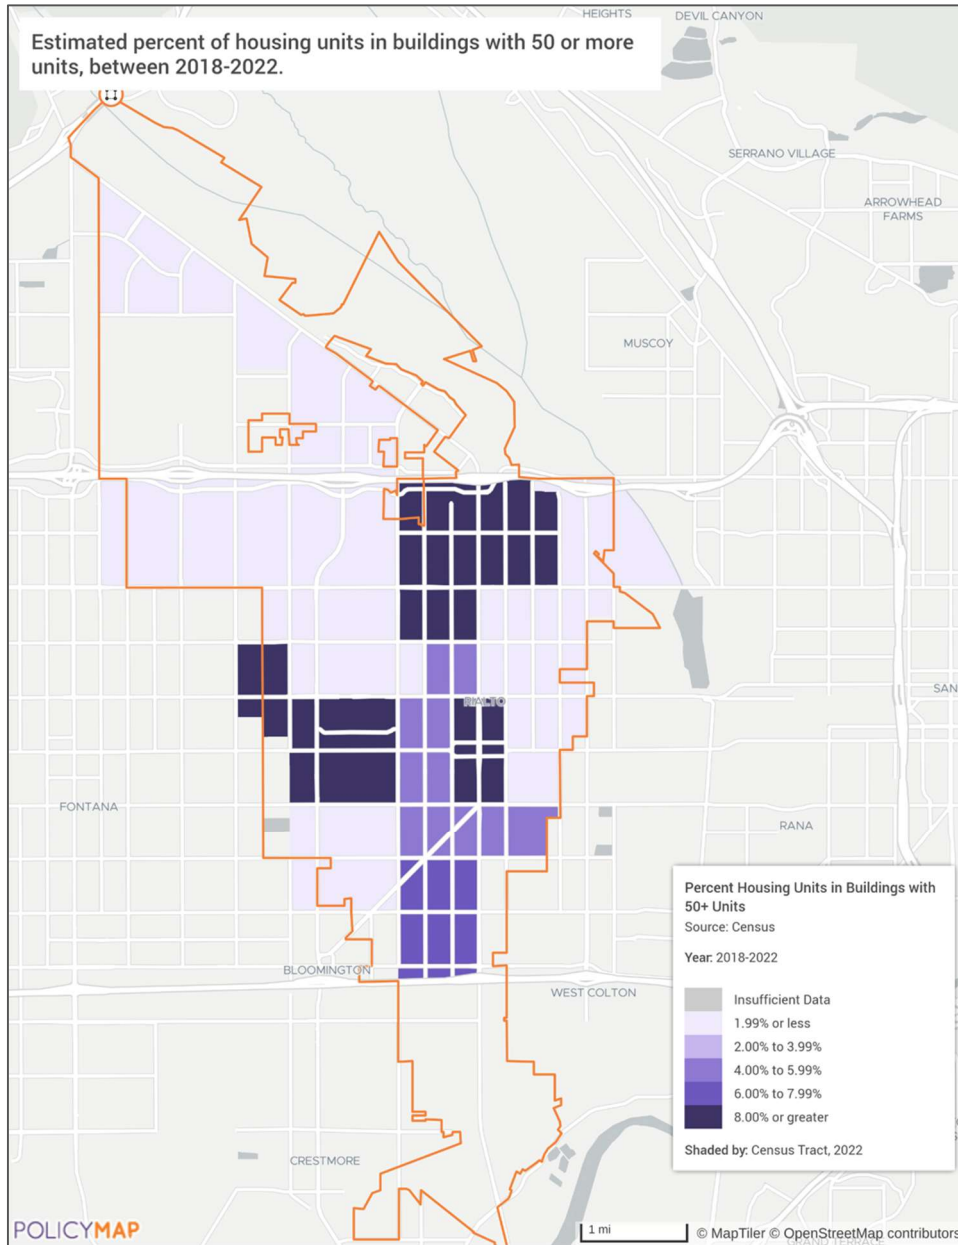 HEIGHTS
DEVIL CANYON
Estimated percent of housing units in buildings with 50 or more
units, between 2018-2022.
SERRANO VILLAGE
ARROWHEAD
FARMS
MUSCOY
SAN
RIALTO
FONTANA
RANA
Percent Housing Units in Buildings with
50+ Units
Source: Census
Year: 2018-2022
Insufficient Data
1.99% or less
2.00% to 3.99%
4.00% to 5.99%
6.00% to 7.99%
8.00% or greater
Shaded by: Census Tract, 2022
BLOOMINGTON
WEST COLTON
CRESTMORE
POLICYMAP
1 mi
© MapTiler © OpenStreetMap contributors
GRAND TERRACE